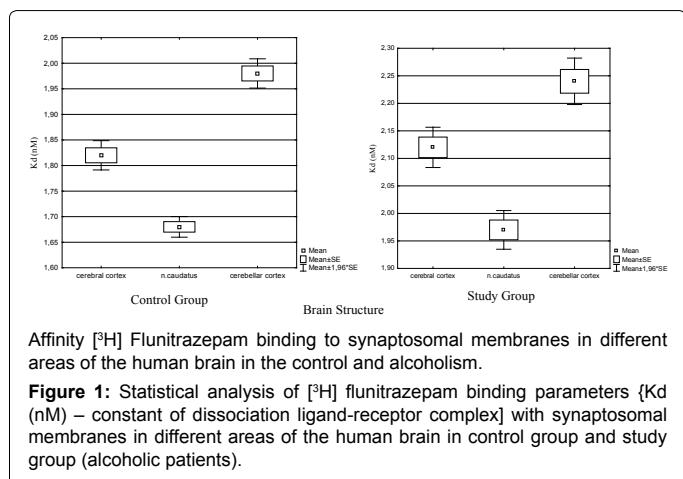 2,05
2,00
1,95
1,90
1,85
1,80
1,75
1,70
1,65
1,60
Kd (nM)
cerebral cortex n.caudatus cerebellar cortex
Mean
Mean±SE
Mean±1,96*SE
Control Group
2,30
2,25
2,20
2,15
2,10
2,05
2,00
1,95
1,90
Kd (nM)
cerebral cortex n.caudatus cerebellar cortex
Mean
Mean±SE
Mean±1,96*SE
Study Group
Brain Structure
Affinity [³H] Flunitrazepam binding to synaptosomal membranes in different
areas of the human brain in the control and alcoholism.
Figure 1: Statistical analysis of [³H] flunitrazepam binding parameters {Kd
(nM) – constant of dissociation ligand-receptor complex] with synaptosomal
membranes in different areas of the human brain in control group and study
group (alcoholic patients).